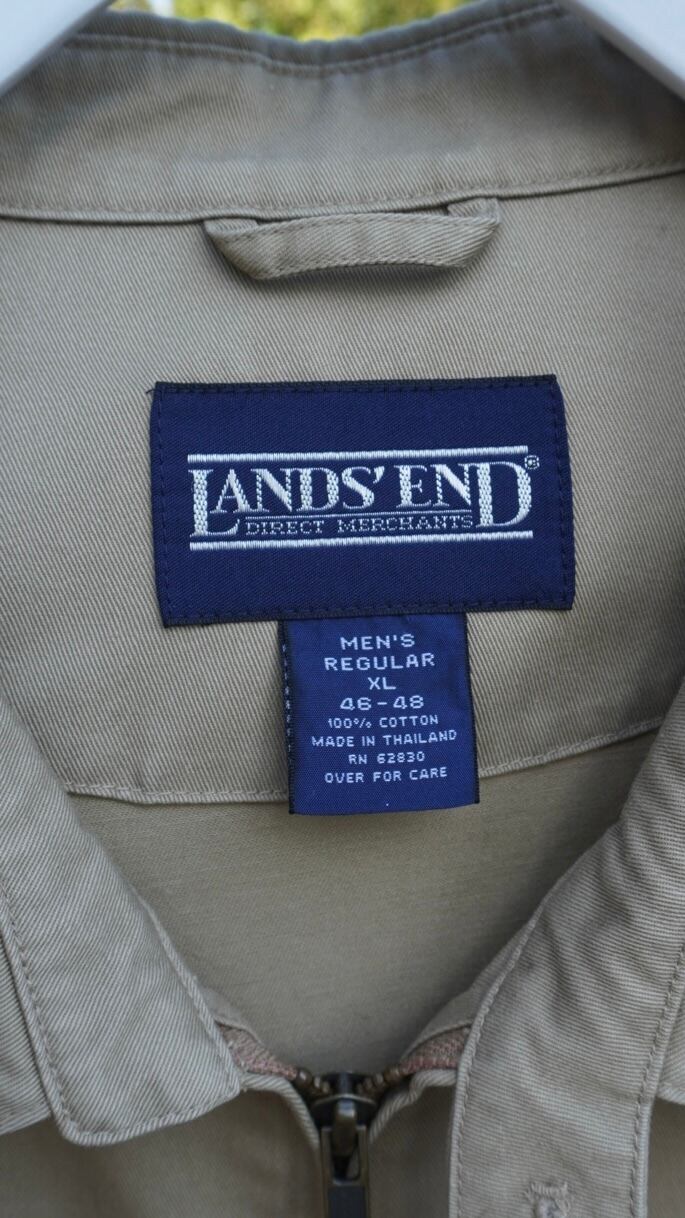 LANDS' END®
DIRECT MERCHANTS
MEN'S
REGULAR
XL
46-48
100% COTTON
MADE IN THAILAND
RN 62830
OVER FOR CARE